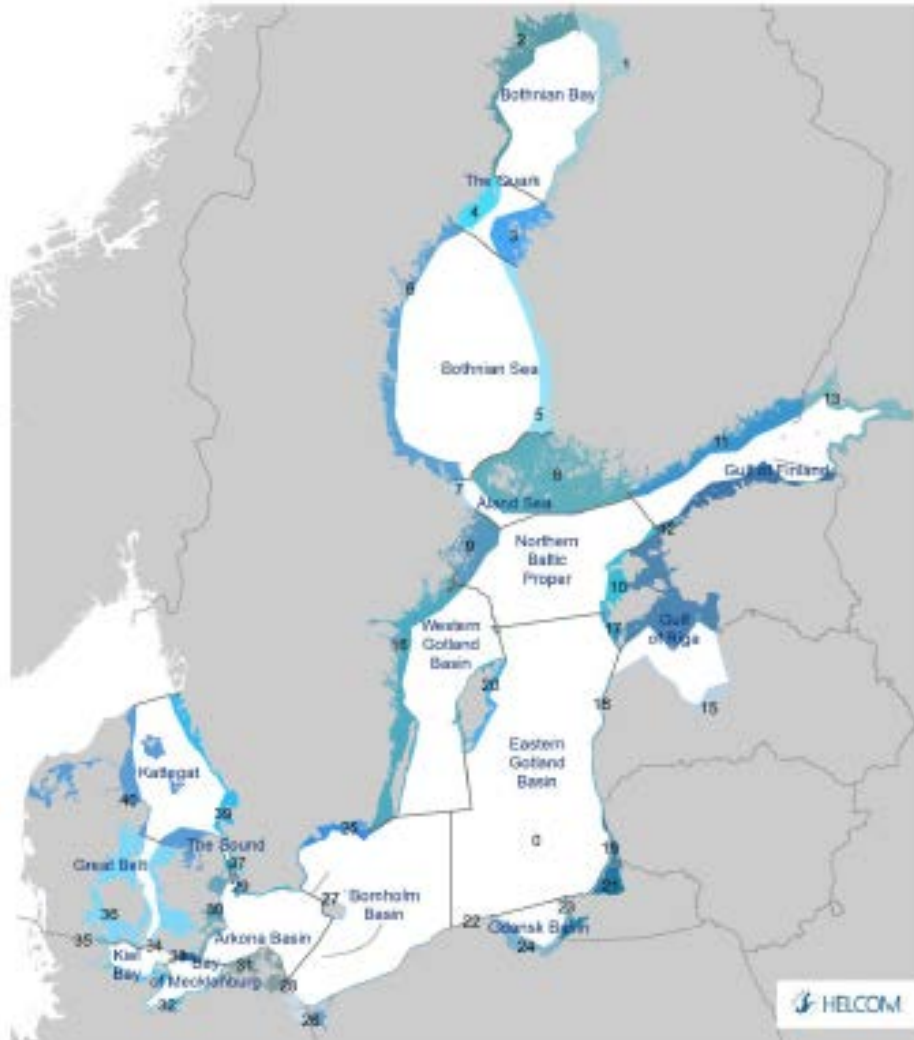 2
1
Bothnian Bay
The Quark
4
3
6
Bothnian Sea
5
13
11
8
Gulf of Finland
7
Aland Sea
12
9
Northern
Baltic
Proper
10
17
Gulf
of Riga
Western
Gotland
Basin
16
20
18
15
Eastern
Gotland
Basin
Kattegat
40
39
25
The Sound
Great Belt
37
29
0
19
21
27
Bornholm
Basin
36
30
22
23
Gdansk Basin
24
Arkona Basin
35
34
33
Bay
of Mecklenburg
31
Kiel
Bay
28
32
26
HELCOM